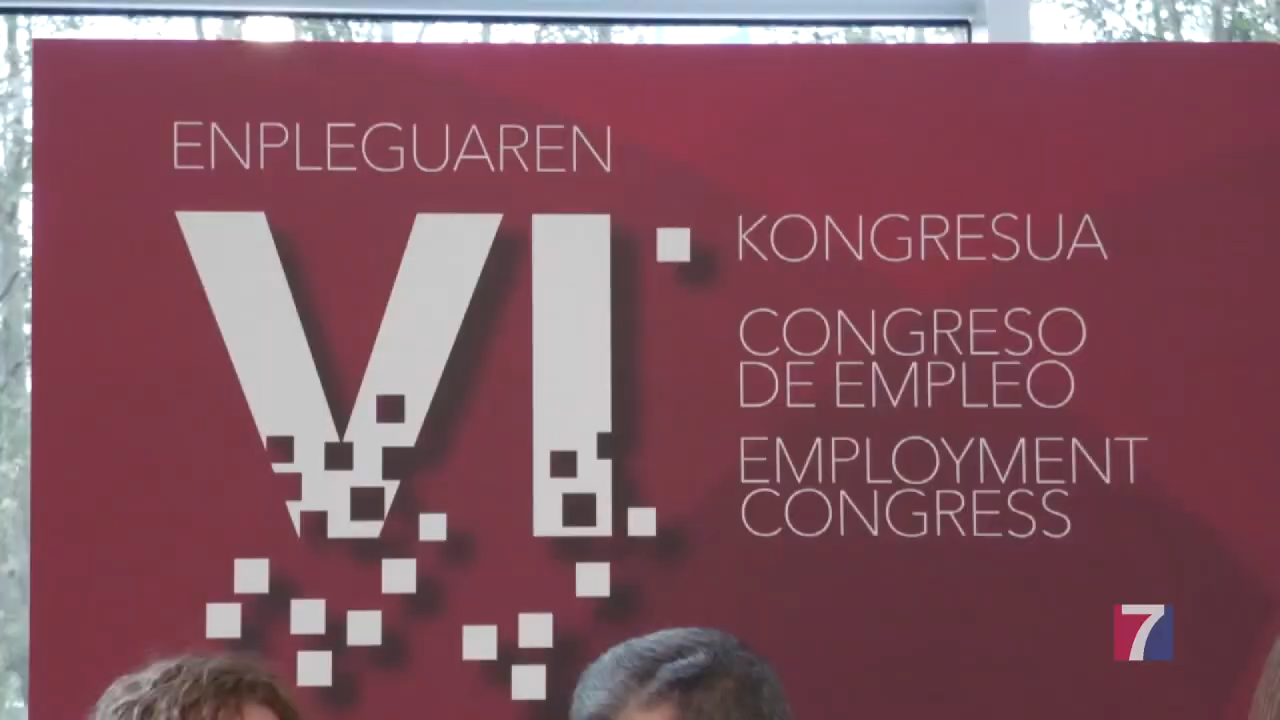 ENPLEGUAREN
VI.
KONGRESUA
CONGRESO
DE EMPLEO
EMPLOYMENT
CONGRESS
7